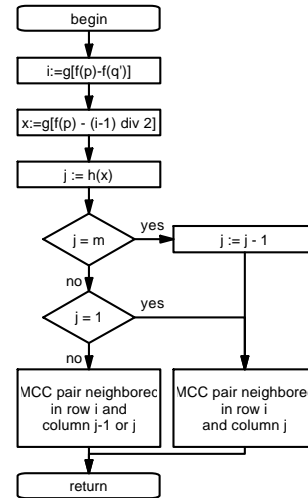 begin
i:=g[f(p)-f(q')]
x:=g[f(p) - (i-1) div 2]
j := h(x)
j = m
yes
j := j - 1
no
j = 1
yes
no
MCC pair neighbored
in row i and
column j-1 or j
MCC pair neighbored
in row i
and column j
return